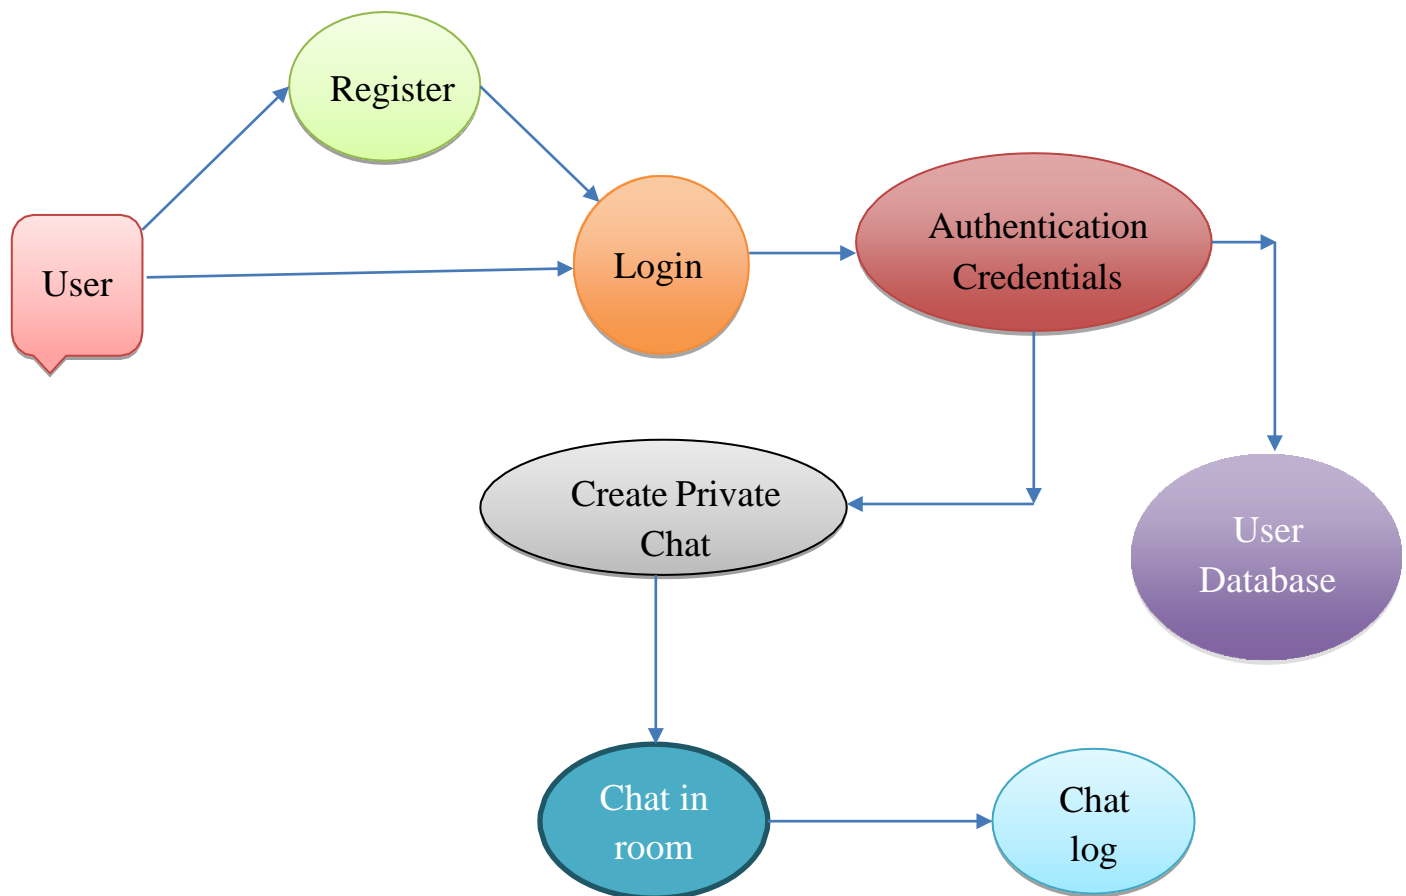 Register
User
Login
Authentication
Credentials
Create Private
Chat
User
Database
Chat in
room
Chat
log